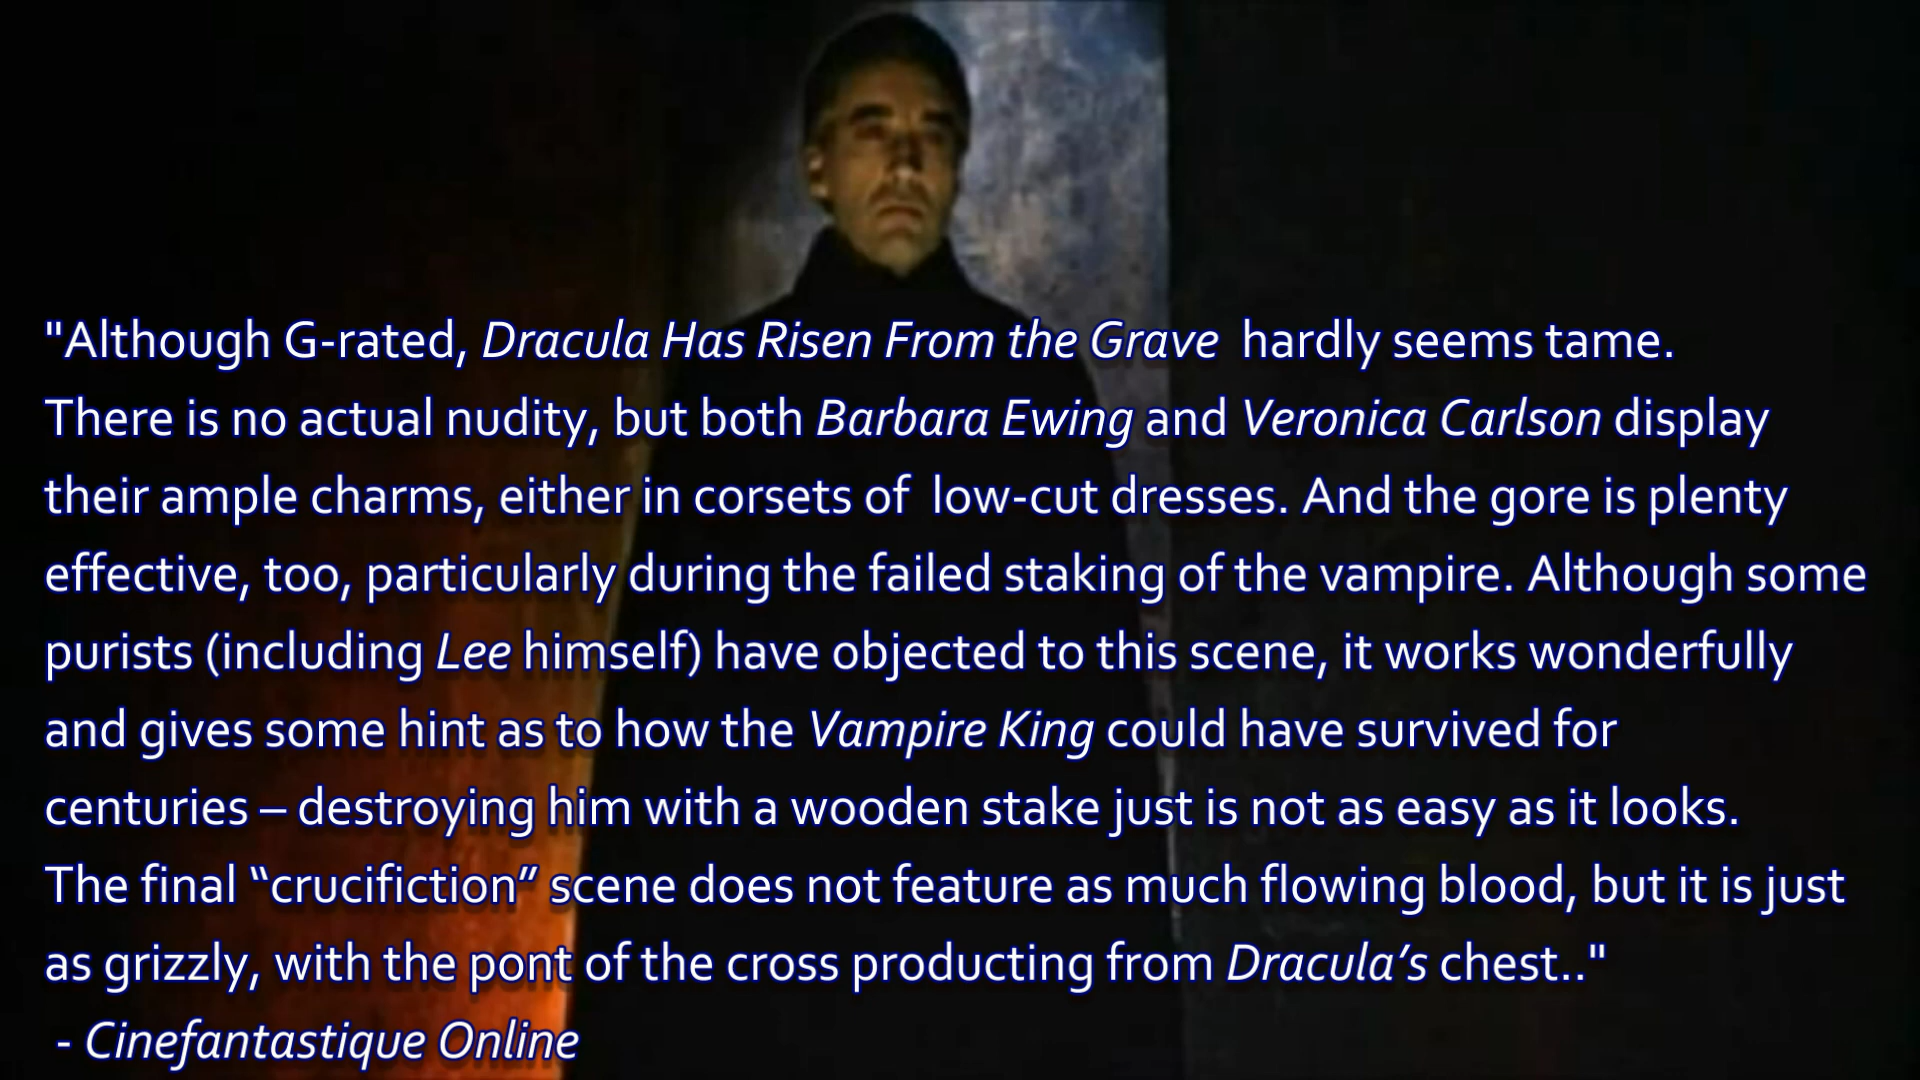 "Although G-rated, Dracula Has Risen From the Grave hardly seems tame.
There is no actual nudity, but both Barbara Ewing and Veronica Carlson display
their ample charms, either in corsets of low-cut dresses. And the gore is plenty
effective, too, particularly during the failed staking of the vampire. Although some
purists (including Lee himself) have objected to this scene, it works wonderfully
and gives some hint as to how the Vampire King could have survived for
centuries – destroying him with a wooden stake just is not as easy as it looks.
The final “crucifiction” scene does not feature as much flowing blood, but it is just
as grizzly, with the pont of the cross producting from Dracula’s chest.."
- Cinefantastique Online